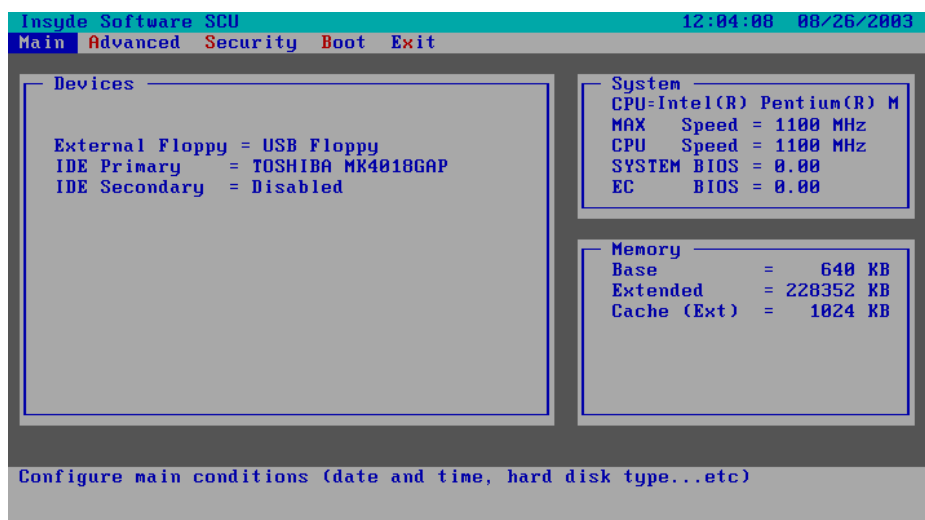 Insyde Software SCU 12:04:08 08/26/2003
Main Advanced Security Boot Exit
Devices
External Floppy = USB Floppy
IDE Primary = TOSHIBA MK4018GAP
IDE Secondary = Disabled
System
CPU=Intel(R) Pentium(R) M
MAX Speed = 1100 MHz
CPU Speed = 1100 MHz
SYSTEM BIOS = 0.00
EC BIOS = 0.00
Memory
Base = 640 KB
Extended = 228352 KB
Cache (Ext) = 1024 KB
Configure main conditions (date and time, hard disk type...etc)